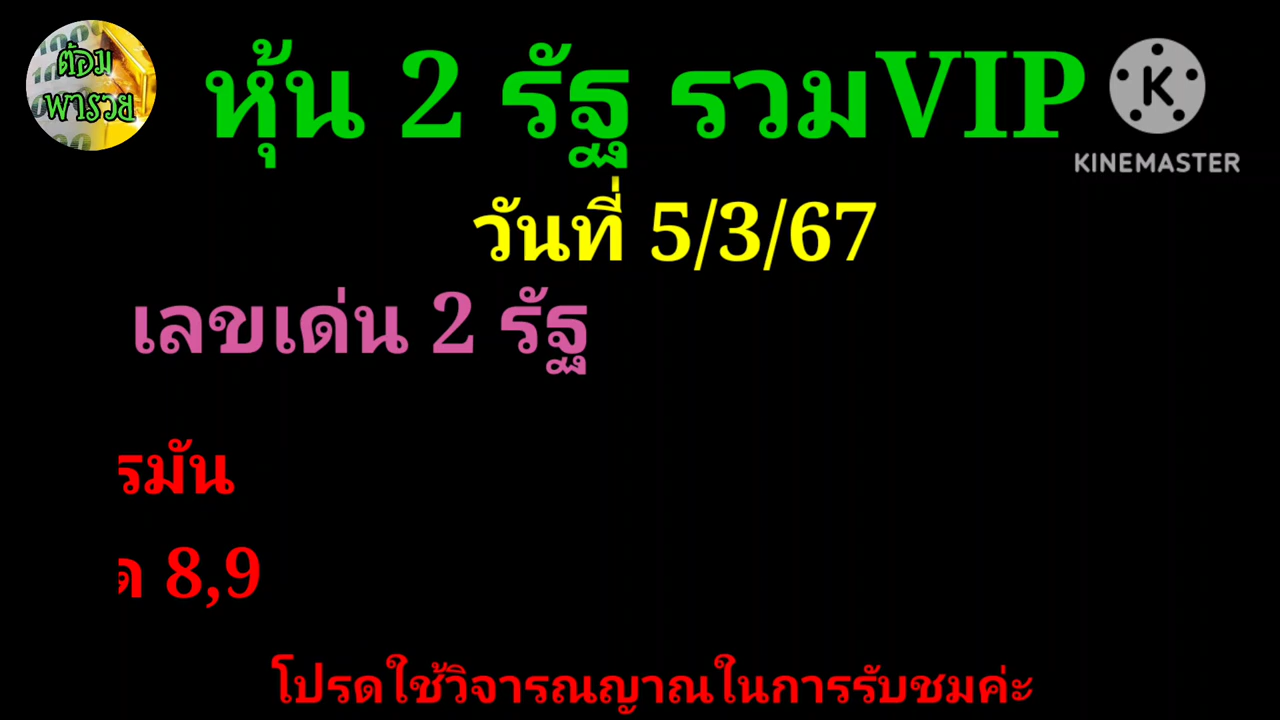 ต้อม
พารวย
หุ้น 2 รัฐ รวมVIP
K
KINEMASTER
วันที่ 5/3/67
เลขเด่น 2 รัฐ
รมัน
ด 8,9
โปรดใช้วิจารณญาณในการรับชมค่ะ